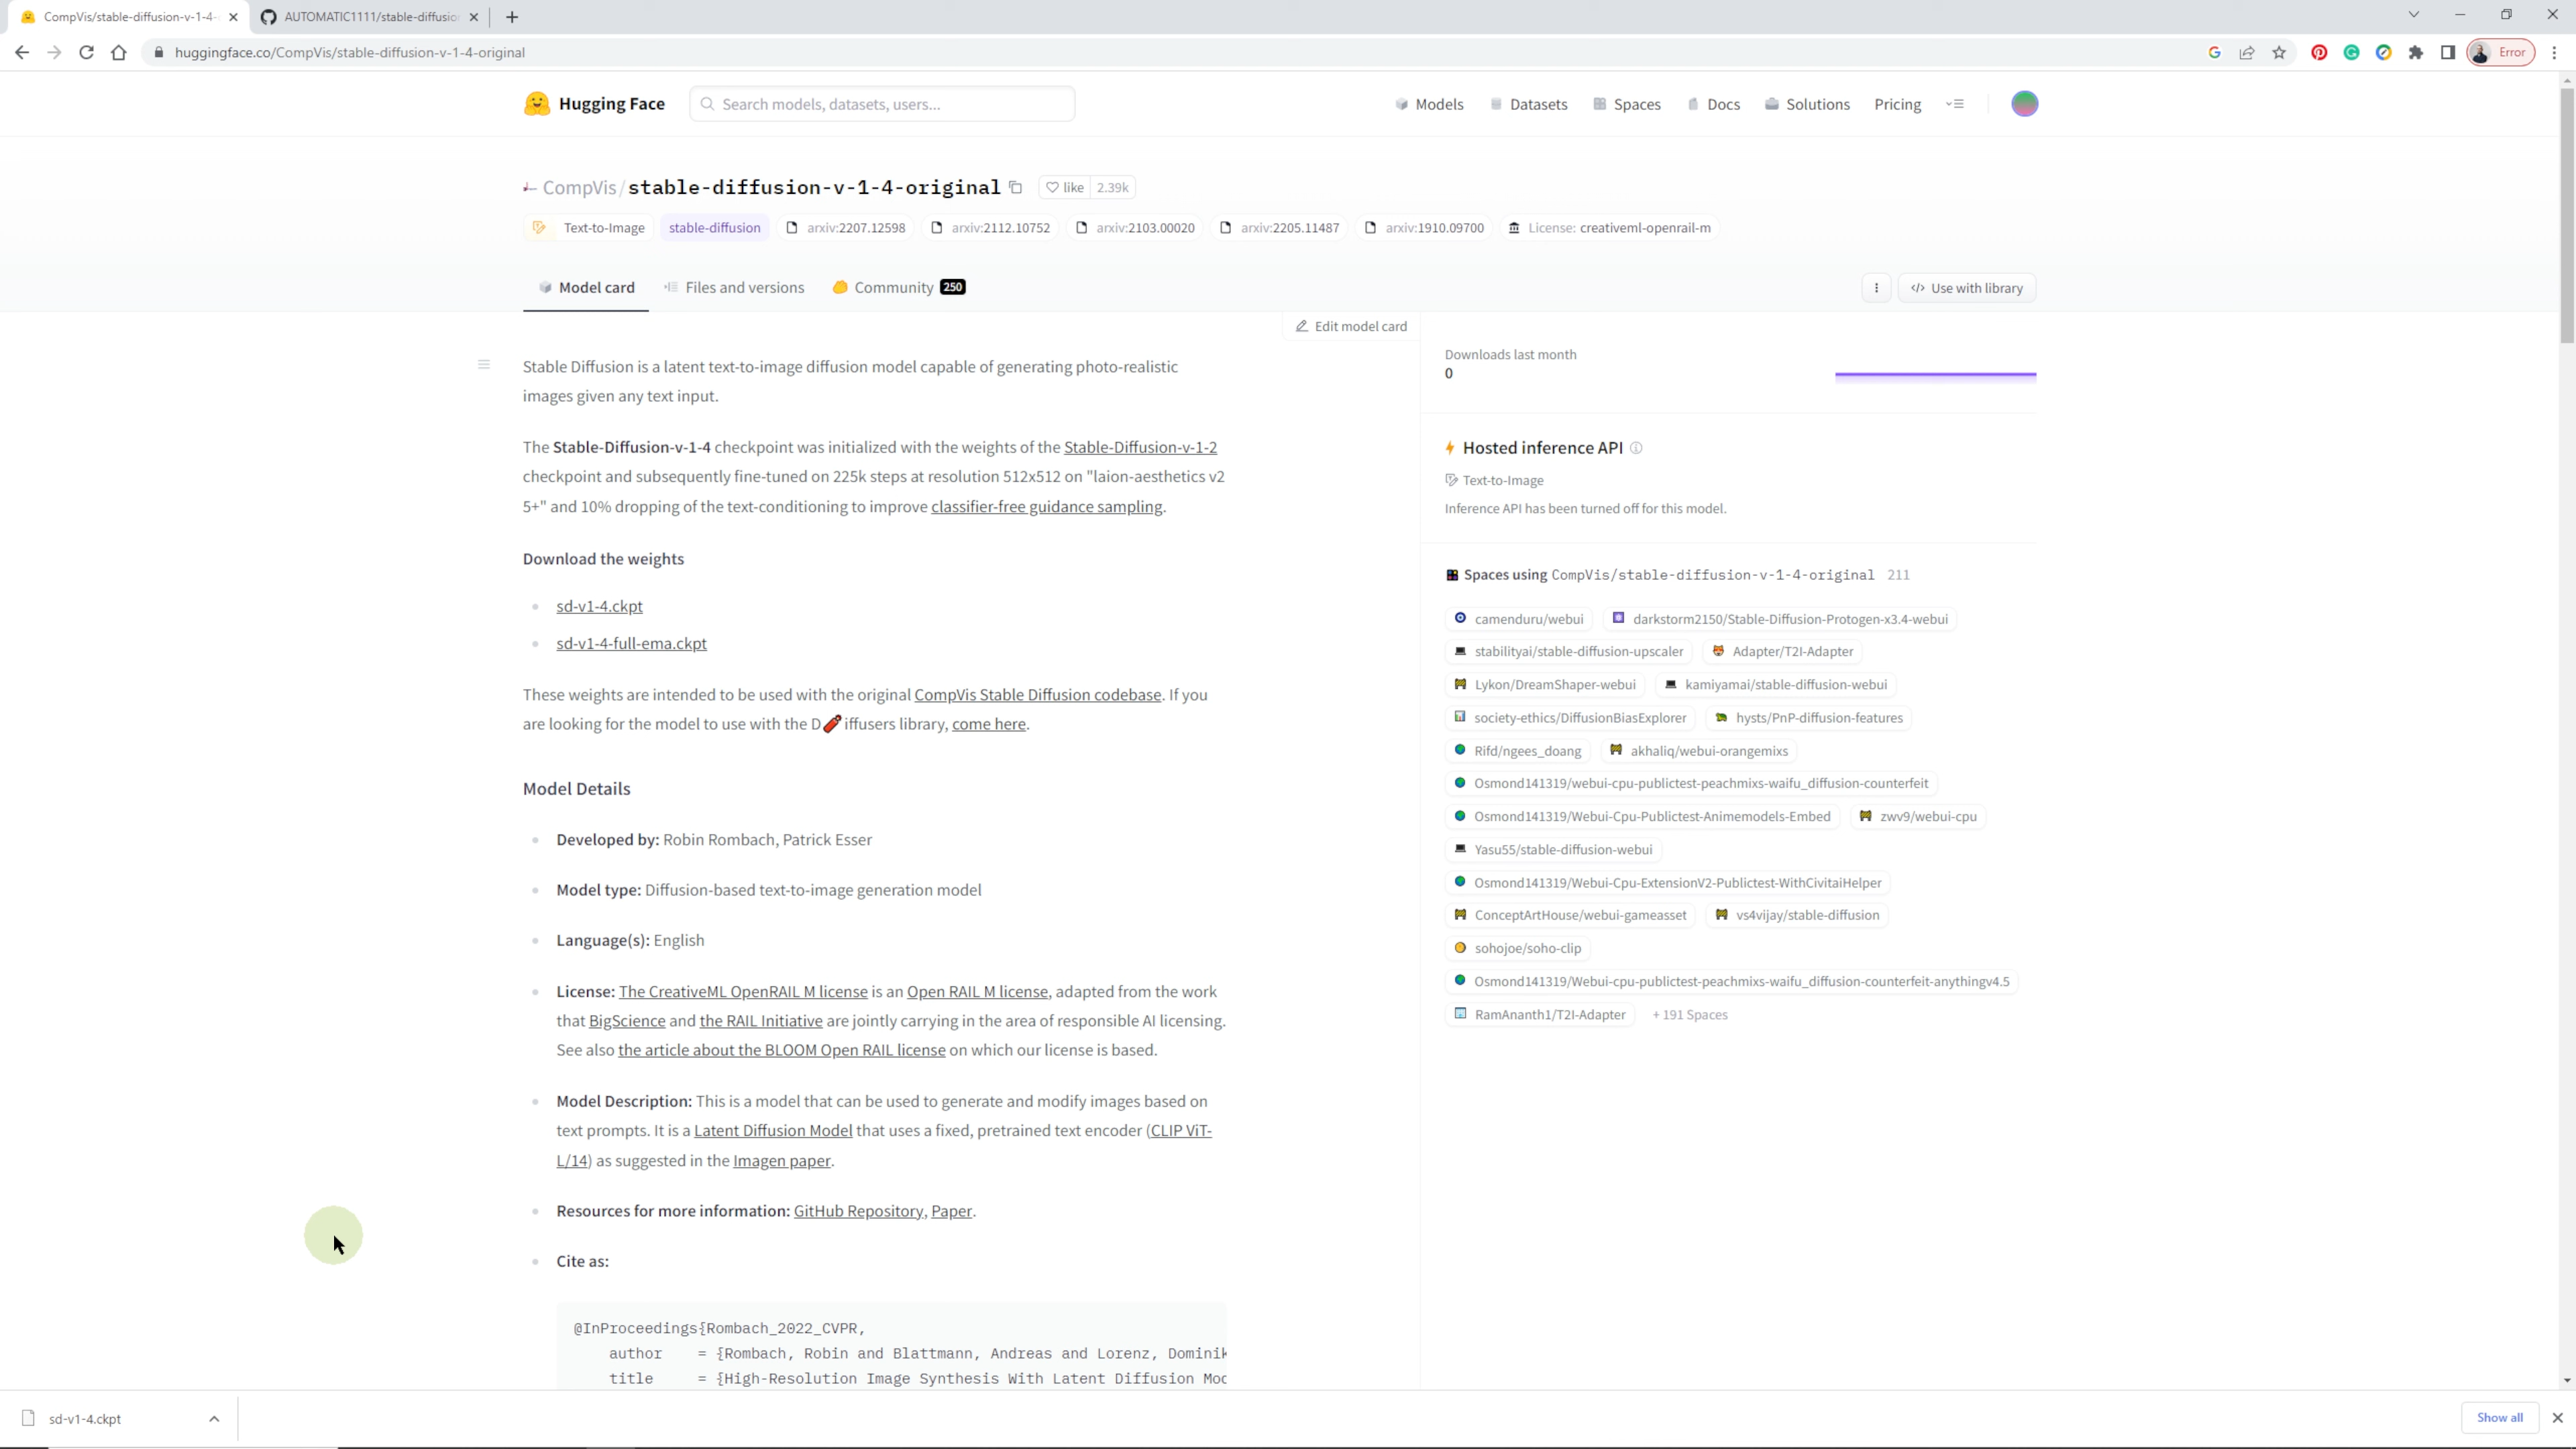 CompVis/stable-diffusion-v-1-4-
AUTOMATIC1111/stable-diffusio
huggingface.co/CompVis/stable-diffusion-v-1-4-original
Error
Hugging Face
Search models, datasets, users...
Models
Datasets
Spaces
Docs
Solutions
Pricing
CompVis/stable-diffusion-v-1-4-original
like 2.39k
Text-to-Image
stable-diffusion
arxiv:2207.12598
arxiv:2112.10752
arxiv:2103.00020
arxiv:2205.11487
arxiv:1910.09700
License: creativeml-openrail-m
Model card
Files and versions
Community 250
Use with library
Edit model card
Stable Diffusion is a latent text-to-image diffusion model capable of generating photo-realistic
images given any text input.
The Stable-Diffusion-v-1-4 checkpoint was initialized with the weights of the Stable-Diffusion-v-1-2
checkpoint and subsequently fine-tuned on 225k steps at resolution 512x512 on "laion-aesthetics v2
5+" and 10% dropping of the text-conditioning to improve classifier-free guidance sampling.
Download the weights
sd-v1-4.ckpt
sd-v1-4-full-ema.ckpt
These weights are intended to be used with the original CompVis Stable Diffusion codebase. If you
are looking for the model to use with the D🧨iffusers library, come here.
Model Details
Developed by: Robin Rombach, Patrick Esser
Model type: Diffusion-based text-to-image generation model
Language(s): English
License: The CreativeML OpenRAIL M license is an Open RAIL M license, adapted from the work
that BigScience and the RAIL Initiative are jointly carrying in the area of responsible AI licensing.
See also the article about the BLOOM Open RAIL license on which our license is based.
Model Description: This is a model that can be used to generate and modify images based on
text prompts. It is a Latent Diffusion Model that uses a fixed, pretrained text encoder (CLIP ViT-
L/14) as suggested in the Imagen paper.
Resources for more information: GitHub Repository, Paper.
Cite as:
@InProceedings{Rombach_2022_CVPR,
author = {Rombach, Robin and Blattmann, Andreas and Lorenz, Dominik
title = {High-Resolution Image Synthesis With Latent Diffusion Mod
Downloads last month
0
Hosted inference API
Text-to-Image
Inference API has been turned off for this model.
Spaces using CompVis/stable-diffusion-v-1-4-original 211
camenduru/webui
darkstorm2150/Stable-Diffusion-Protogen-x3.4-webui
stabilityai/stable-diffusion-upscaler
Adapter/T2I-Adapter
Lykon/DreamShaper-webui
kamiyamai/stable-diffusion-webui
society-ethics/DiffusionBiasExplorer
hysts/PnP-diffusion-features
Rifd/ngees_doang
akhaliq/webui-orangemixs
Osmond141319/webui-cpu-publictest-peachmixs-waifu_diffusion-counterfeit
Osmond141319/Webui-Cpu-Publictest-Animemodels-Embed
zwv9/webui-cpu
Yasu55/stable-diffusion-webui
Osmond141319/Webui-Cpu-ExtensionV2-Publictest-WithCivitaiHelper
ConceptArtHouse/webui-gameasset
vs4vijay/stable-diffusion
sohojoe/soho-clip
Osmond141319/Webui-cpu-publictest-peachmixs-waifu_diffusion-counterfeit-anythingv4.5
RamAnanth1/T2I-Adapter
+ 191 Spaces
sd-v1-4.ckpt
Show all